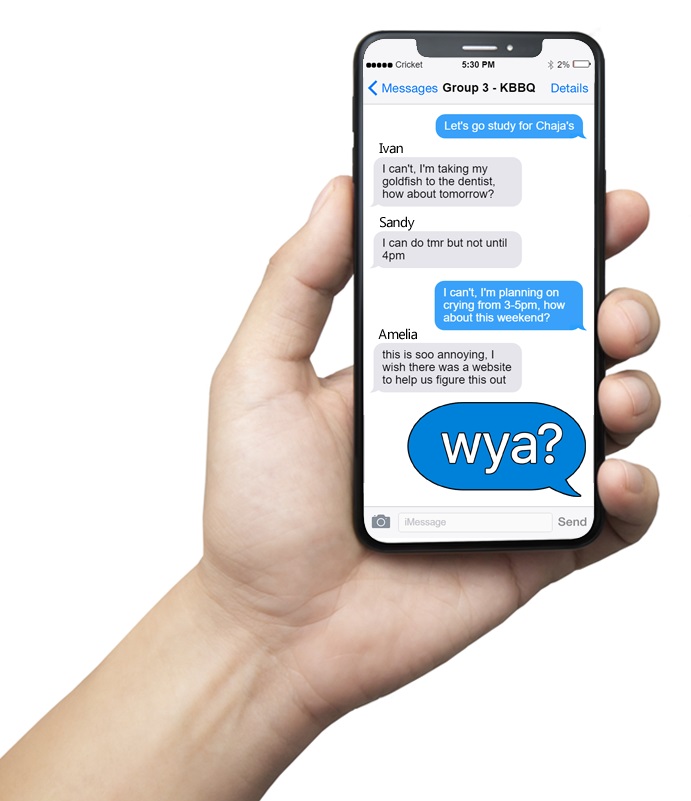 Cricket 5:30 PM 2%
Messages Group 3 - KBBQ Details
Let's go study for Chaja's
Ivan
I can't, I'm taking my
goldfish to the dentist,
how about tomorrow?
Sandy
I can do tmr but not until
4pm
I can't, I'm planning on
crying from 3-5pm, how
about this weekend?
Amelia
this is soo annoying, I
wish there was a website
to help us figure this out
wya?
iMessage Send